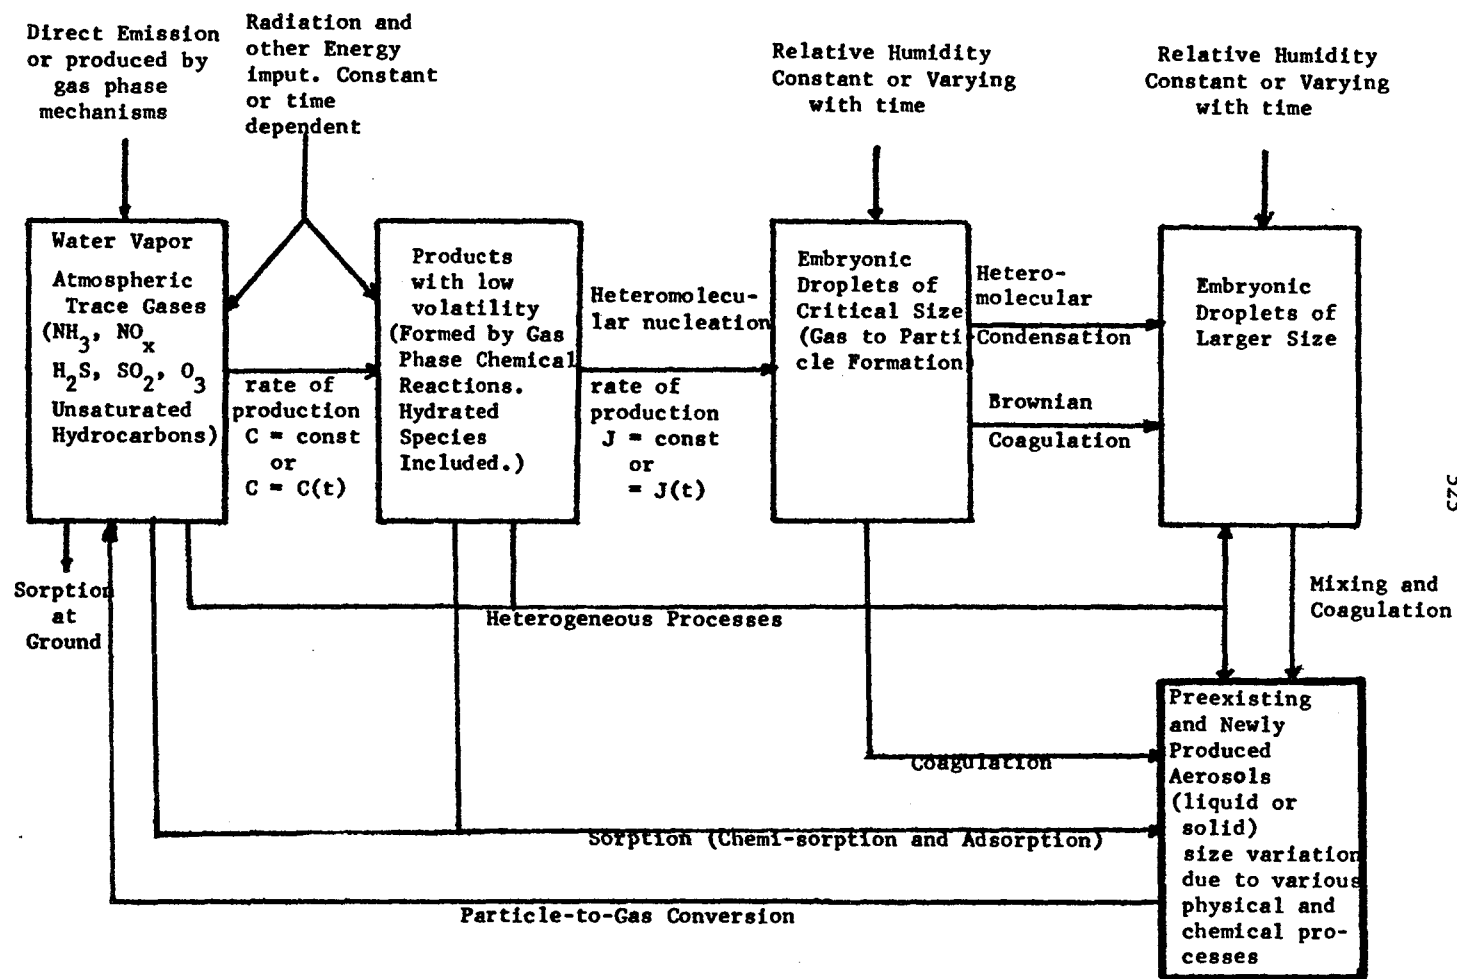 Direct Emission
or produced by
gas phase
mechanisms
Radiation and
other Energy
imput. Constant
or time
dependent
Relative Humidity
Constant or Varying
with time
Relative Humidity
Constant or Varying
with time
Water Vapor
Atmospheric
Trace Gases
(NH3, NOx
H2S, SO2, O3
Unsaturated
Hydrocarbons)
rate of
production
C = const
or
C = C(t)
Products
with low
volatility
(Formed by Gas
Phase Chemical
Reactions.
Hydrated
Species
Included.)
Heteromolecu-
lar nucleation
rate of
production
J = const
or
= J(t)
Embryonic
Droplets of
Critical Size
(Gas to Parti-
cle Formation)
Hetero-
molecular
Condensation
Brownian
Coagulation
Embryonic
Droplets of
Larger Size
525
Sorption
at
Ground
Heterogeneous Processes
Mixing and
Coagulation
Coagulation
Sorption (Chemi-sorption and Adsorption)
Particle-to-Gas Conversion
Preexisting
and Newly
Produced
Aerosols
(liquid or
solid)
size variation
due to various
physical and
chemical pro-
cesses